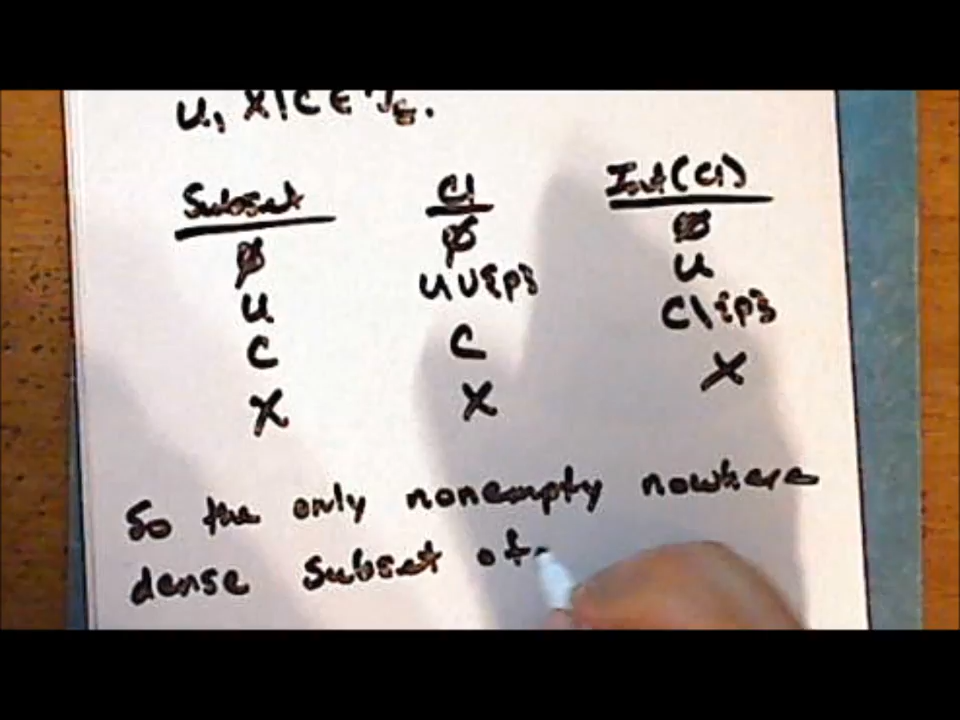 U, X\C ∈ 𝒯
Subset Cl Int(Cl)
∅ ∅ ∅
U U∪{p} U
C C C\{p}
X X X
So the only nonempty nowhere
dense subset of